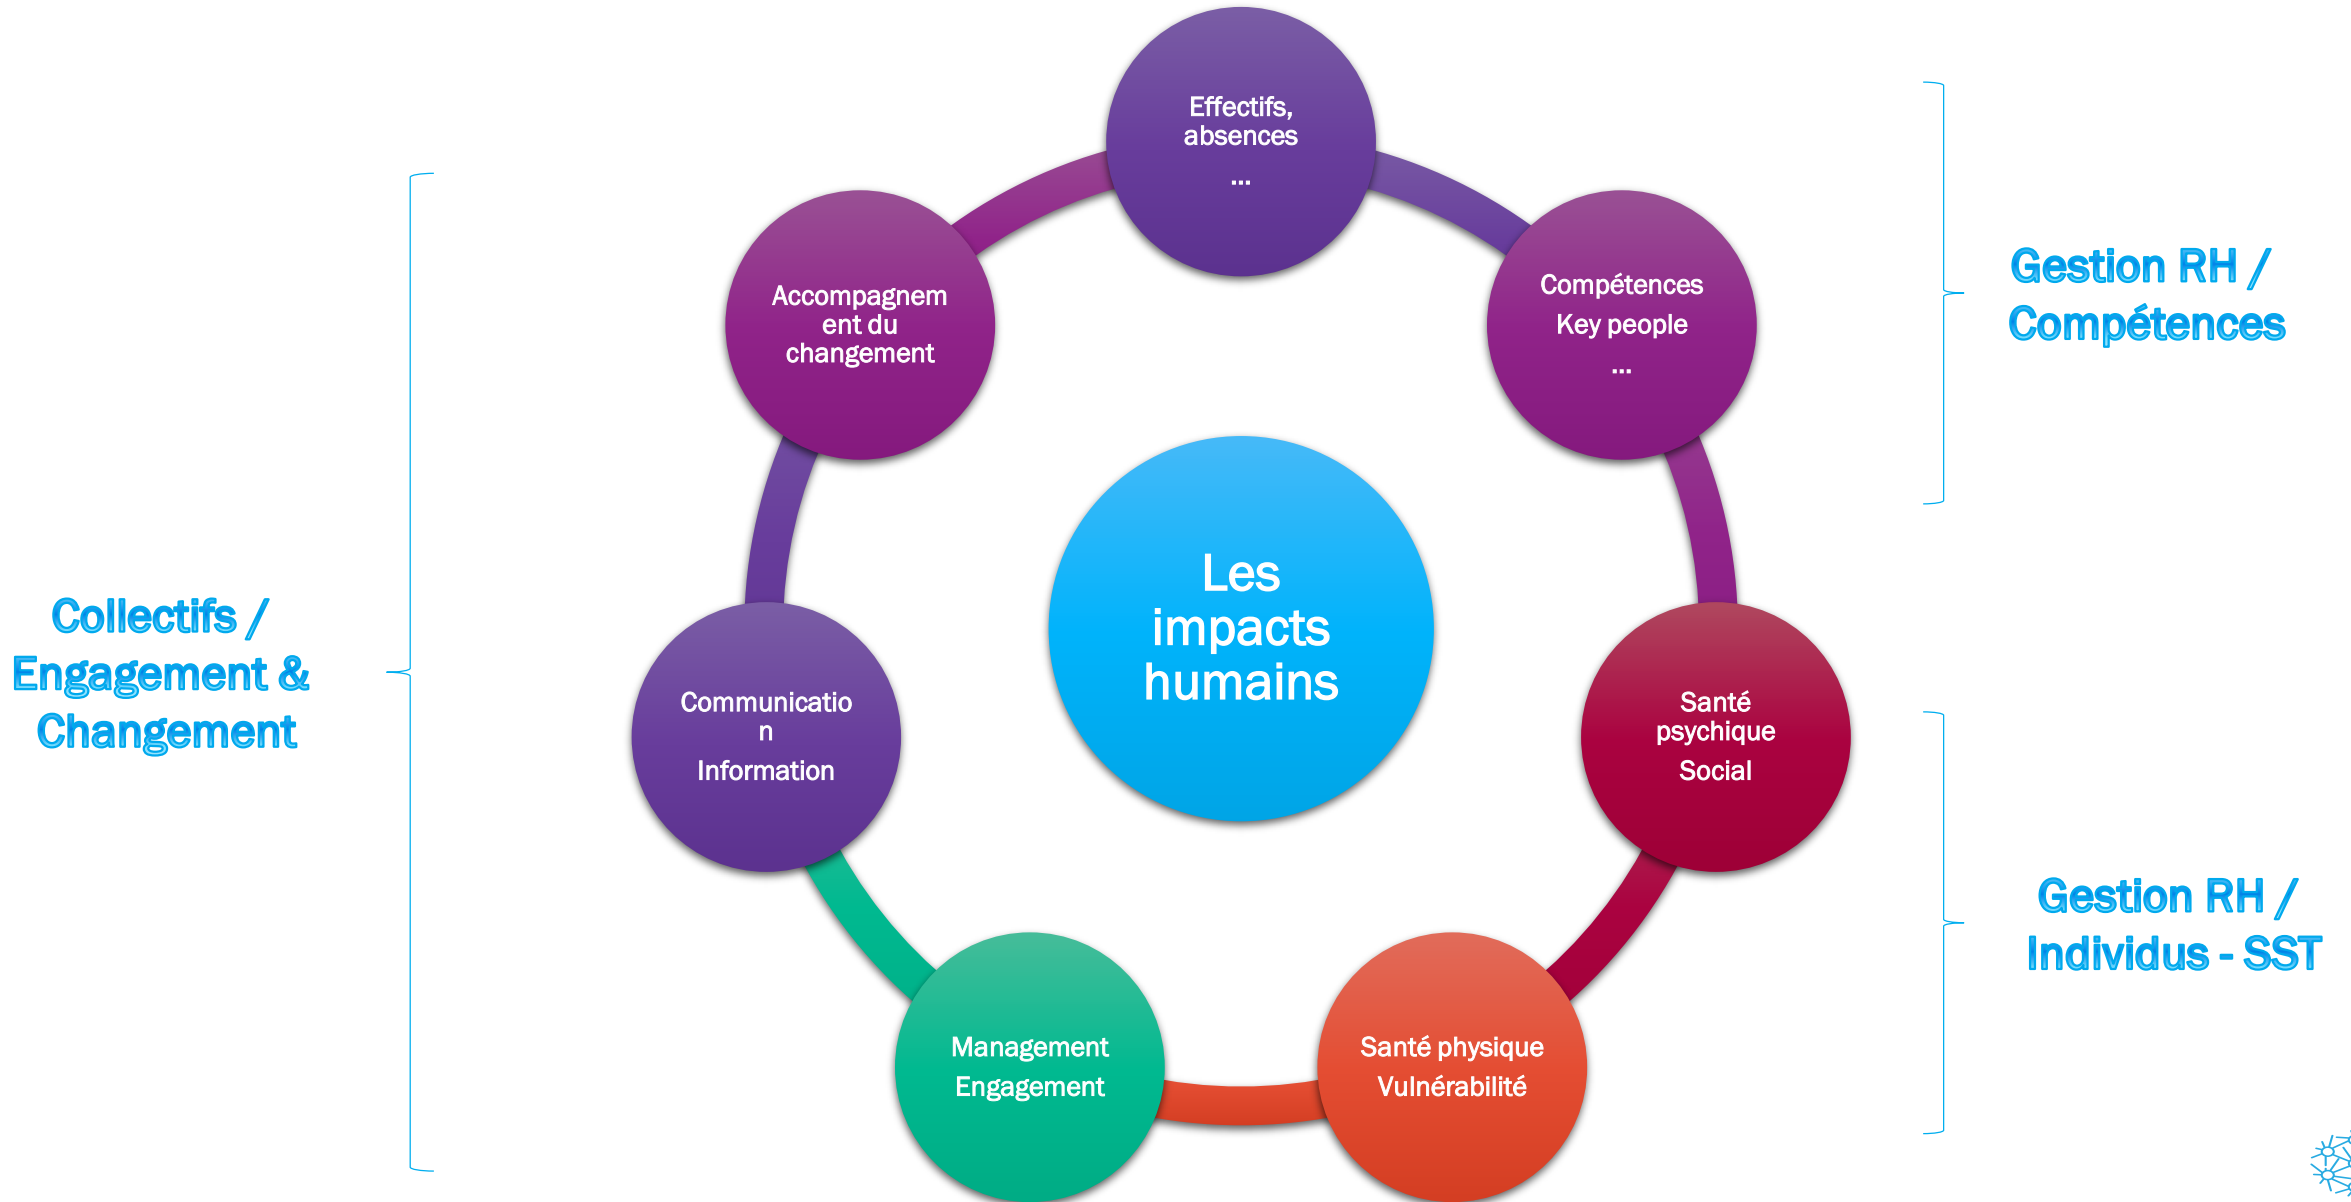 Effectifs,
absences
...
Compétences
Key people
...
Santé
psychique
Social
Santé physique
Vulnérabilité
Management
Engagement
Communicatio
n
Information
Accompagnem
ent du
changement
Les
impacts
humains
Gestion RH /
Compétences
Gestion RH /
Individus - SST
Collectifs /
Engagement &
Changement